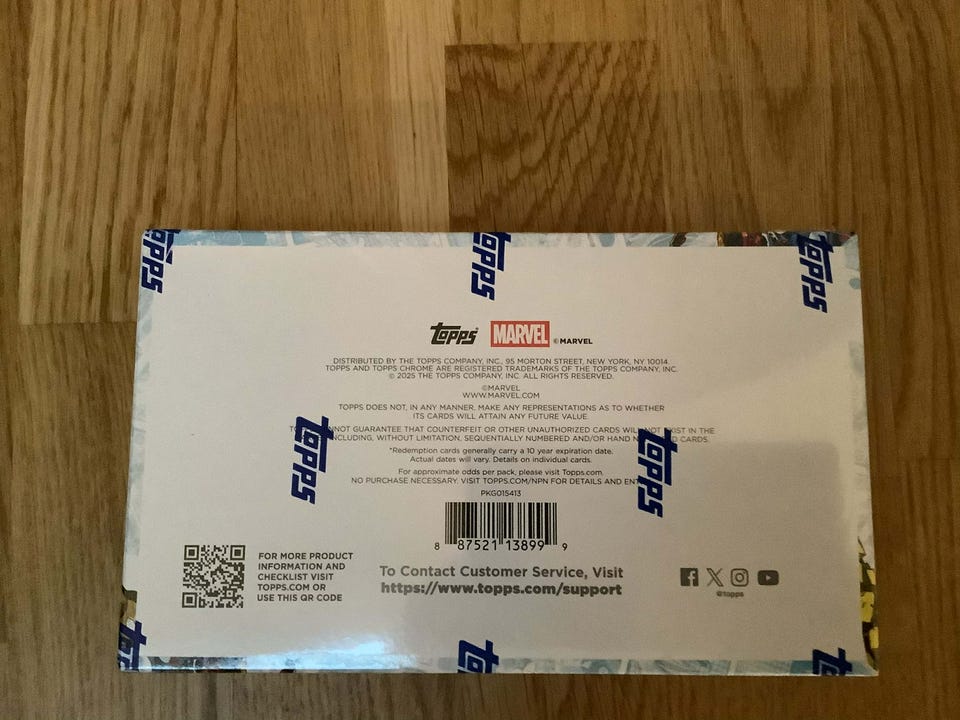 topps
topps
topps
topps MARVEL © MARVEL
DISTRIBUTED BY THE TOPPS COMPANY, INC., 95 MORTON STREET, NEW YORK, NY 10014.
TOPPS AND TOPPS CHROME ARE REGISTERED TRADEMARKS OF THE TOPPS COMPANY, INC.
© 2025 THE TOPPS COMPANY, INC. ALL RIGHTS RESERVED.
©MARVEL
WWW.MARVEL.COM
TOPPS DOES NOT, IN ANY MANNER, MAKE ANY REPRESENTATIONS AS TO WHETHER
ITS CARDS WILL ATTAIN ANY FUTURE VALUE.
GUARANTEE THAT COUNTERFEIT OR OTHER UNAUTHORIZED CARDS WILL IN THE
WITHOUT LIMITATION, SEQUENTIALLY NUMBERED AND/OR HAND CARDS.
topps
topps
*Redemption cards generally carry a 10 year expiration date.
Actual dates will vary. Details on individual cards.
For approximate odds per pack, please visit Topps.com.
NO PURCHASE NECESSARY. VISIT TOPPS.COM/NPN FOR DETAILS AND
PKG015413
8 87521 13899 9
FOR MORE PRODUCT
INFORMATION AND
CHECKLIST VISIT
TOPPS.COM OR
USE THIS QR CODE
To Contact Customer Service, Visit
https://www.topps.com/support
@topps